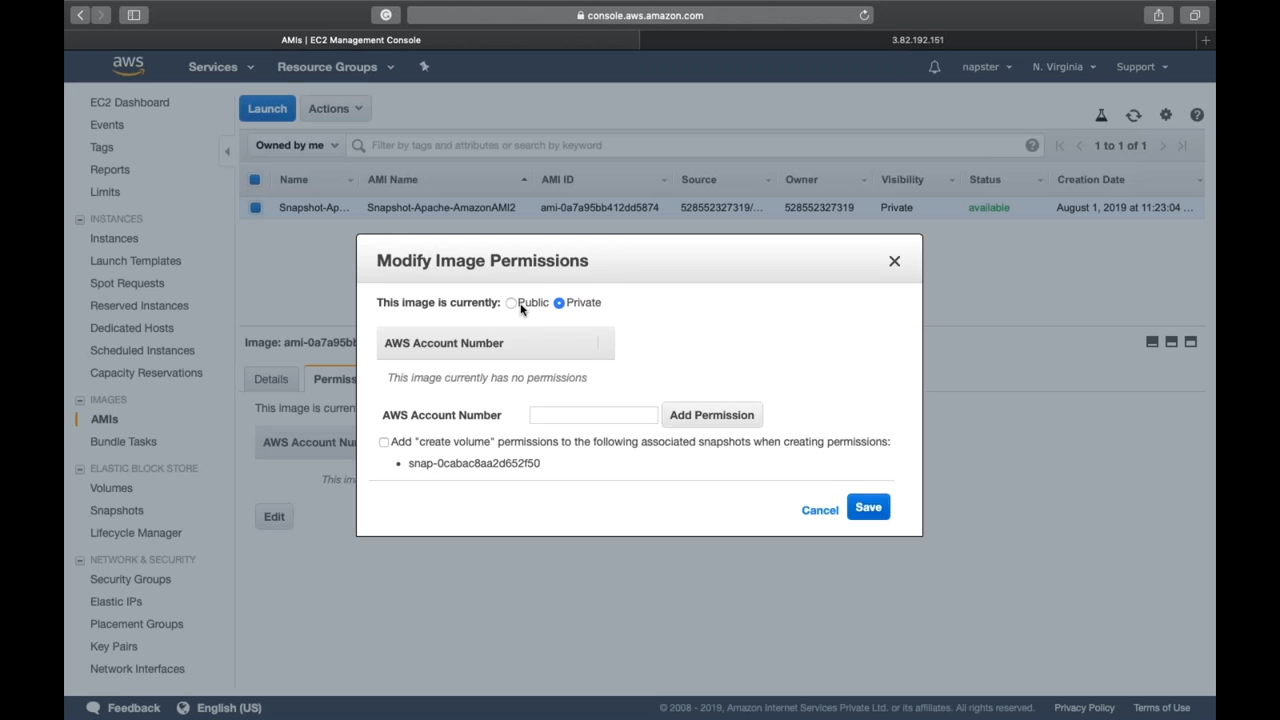 console.aws.amazon.com
AMIs | EC2 Management Console
3.82.192.151
aws
Services
Resource Groups
napster
N. Virginia
Support
EC2 Dashboard
Events
Tags
Reports
Limits
INSTANCES
Instances
Launch Templates
Spot Requests
Reserved Instances
Dedicated Hosts
Scheduled Instances
Capacity Reservations
IMAGES
AMIs
Bundle Tasks
ELASTIC BLOCK STORE
Volumes
Snapshots
Lifecycle Manager
NETWORK & SECURITY
Security Groups
Elastic IPs
Placement Groups
Key Pairs
Network Interfaces
Launch Actions
Owned by me Filter by tags and attributes or search by keyword 1 to 1 of 1
Name AMI Name AMI ID Source Owner Visibility Status Creation Date
Snapshot-Ap... Snapshot-Apache-AmazonAMI2 ami-0a7a95bb412dd5874 528552327319/... 528552327319 Private available August 1, 2019 at 11:23:04 ...
Image: ami-0a7a95bb
Details Permiss
This image is curren
AWS Account Nu
This im
Edit
Modify Image Permissions
This image is currently: Public Private
AWS Account Number
This image currently has no permissions
AWS Account Number Add Permission
Add "create volume" permissions to the following associated snapshots when creating permissions:
• snap-0cabac8aa2d652f50
Cancel Save
Feedback English (US) © 2008 - 2019, Amazon Internet Services Private Ltd. or its affiliates. All rights reserved. Privacy Policy Terms of Use